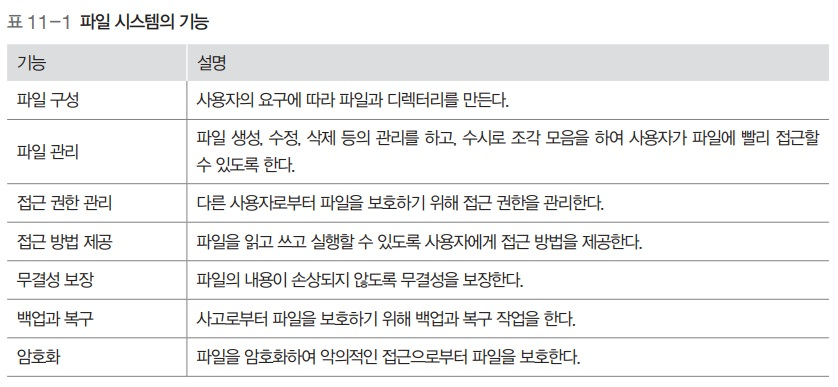 표 11-1 파일 시스템의 기능
기능 설명
파일 구성 사용자의 요구에 따라 파일과 디렉터리를 만든다.
파일 관리 파일 생성, 수정, 삭제 등의 관리를 하고, 수시로 조각 모음을 하여 사용자가 파일에 빨리 접근할
수 있도록 한다.
접근 권한 관리 다른 사용자로부터 파일을 보호하기 위해 접근 권한을 관리한다.
접근 방법 제공 파일을 읽고 쓰고 실행할 수 있도록 사용자에게 접근 방법을 제공한다.
무결성 보장 파일의 내용이 손상되지 않도록 무결성을 보장한다.
백업과 복구 사고로부터 파일을 보호하기 위해 백업과 복구 작업을 한다.
암호화 파일을 암호화하여 악의적인 접근으로부터 파일을 보호한다.